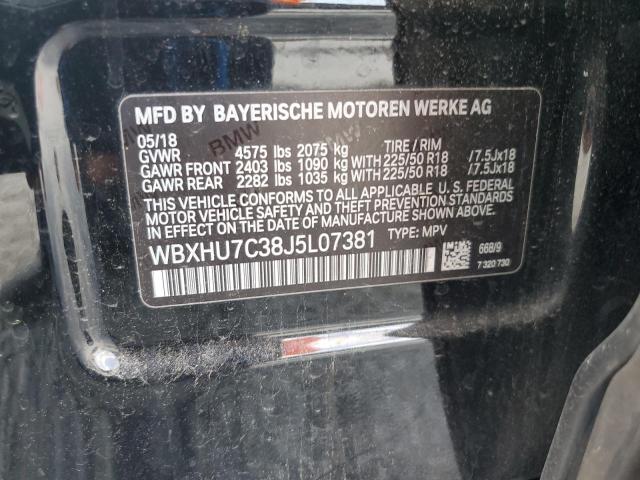 MFD BY BAYERISCHE MOTOREN WERKE AG
05/18 TIRE / RIM
GVWR 4575 lbs 2075 kg
GAWR FRONT 2403 lbs 1090 kg WITH 225/50 R18 /7.5Jx18
GAWR REAR 2282 lbs 1035 kg WITH 225/50 R18 /7.5Jx18
THIS VEHICLE CONFORMS TO ALL APPLICABLE U. S. FEDERAL
MOTOR VEHICLE SAFETY, BUMPER, AND THEFT PREVENTION STANDARDS
IN EFFECT ON THE DATE OF MANUFACTURE SHOWN ABOVE.
WBXHU7C38J5L07381 TYPE: MPV
668/9
7 320 730
BMW
BMW